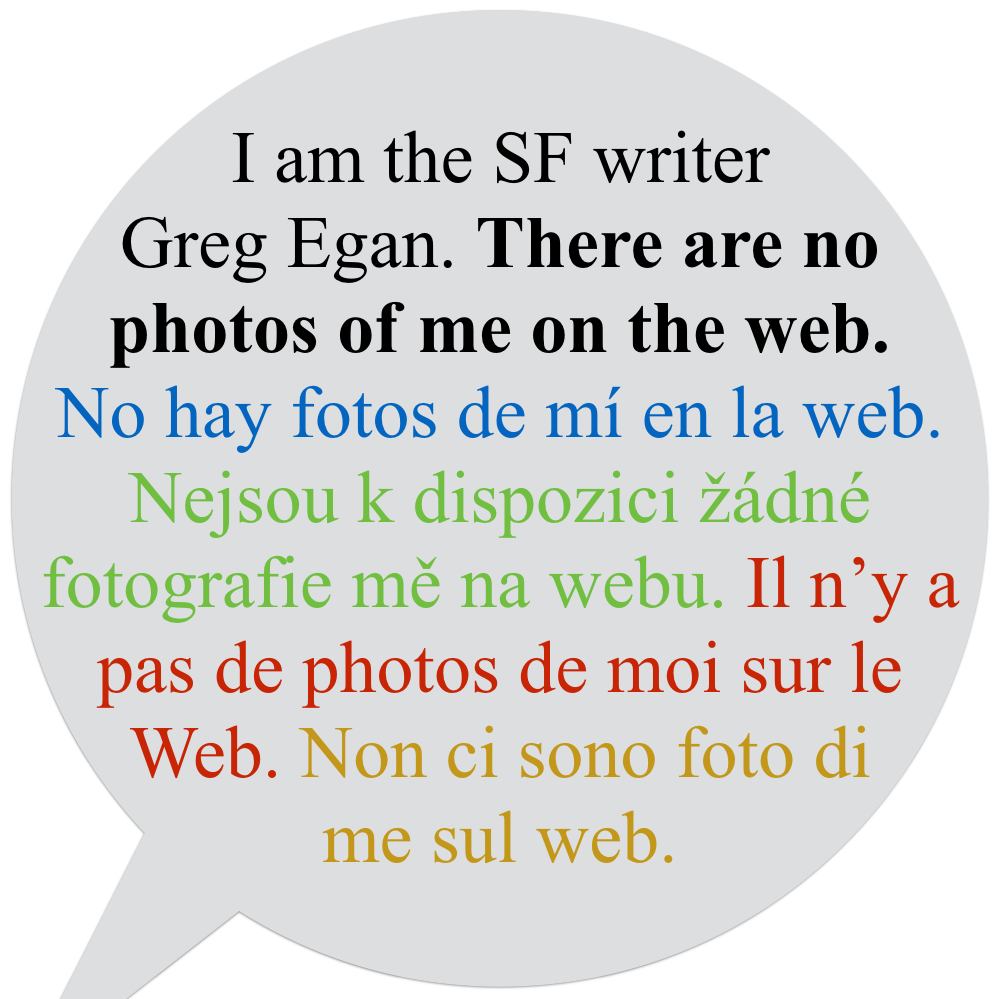 I am the SF writer
Greg Egan. There are no
photos of me on the web.
No hay fotos de mí en la web.
Nejsou k dispozici žádné
fotografie mě na webu. Il n’y a
pas de photos de moi sur le
Web. Non ci sono foto di
me sul web.